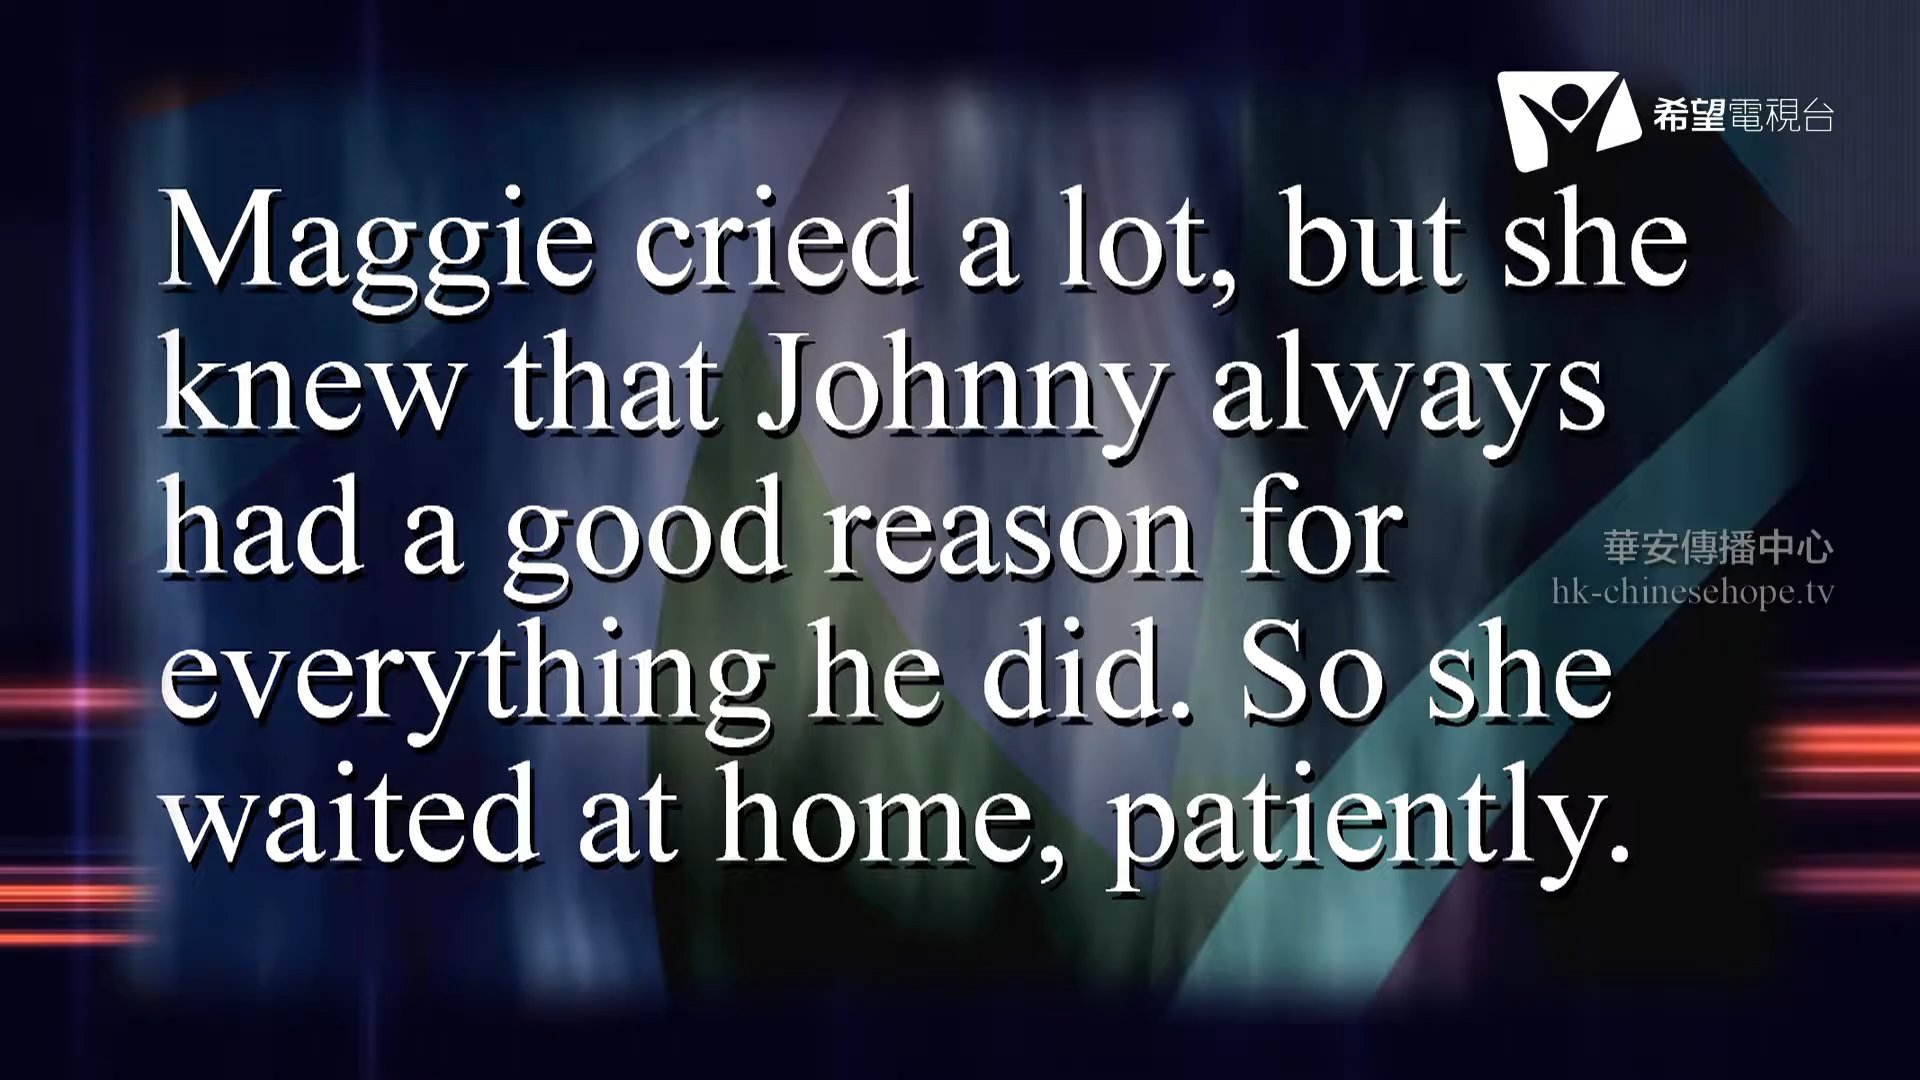 希望電視台
Maggie cried a lot, but she
knew that Johnny always
had a good reason for
everything he did. So she
waited at home, patiently.
華安傳播中心
hk-chinesehope.tv